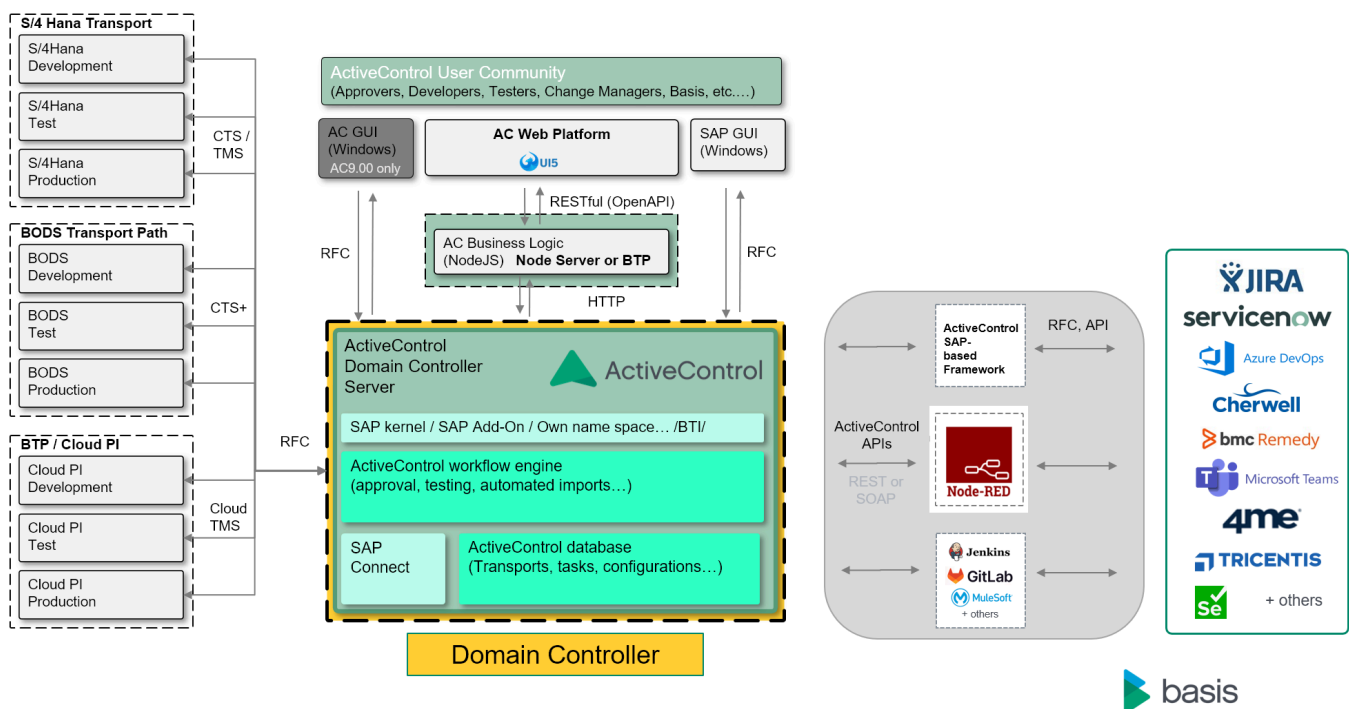 S/4 Hana Transport
S/4Hana
Development
S/4Hana
Test
S/4Hana
Production
CTS /
TMS
BODS Transport Path
BODS
Development
BODS
Test
BODS
Production
CTS+
BTP / Cloud PI
Cloud PI
Development
Cloud PI
Test
Cloud PI
Production
Cloud
TMS
RFC
ActiveControl User Community
(Approvers, Developers, Testers, Change Managers, Basis, etc.…)
AC GUI
(Windows)
AC9.00 only
AC Web Platform
UI5
SAP GUI
(Windows)
RFC
RESTful (OpenAPI)
AC Business Logic
(NodeJS) Node Server or BTP
RFC
HTTP
ActiveControl
Domain Controller
Server
ActiveControl
SAP kernel / SAP Add-On / Own name space… /BTI/
ActiveControl workflow engine
(approval, testing, automated imports…)
SAP
Connect
ActiveControl database
(Transports, tasks, configurations…)
Domain Controller
ActiveControl
SAP-
based
Framework
RFC, API
ActiveControl
APIs
REST or
SOAP
Node-RED
Jenkins
GitLab
MuleSoft
+ others
JIRA
servicenow
Azure DevOps
Cherwell
bmc Remedy
T
Microsoft Teams
4me
TRICENTIS
Se
+ others
basis